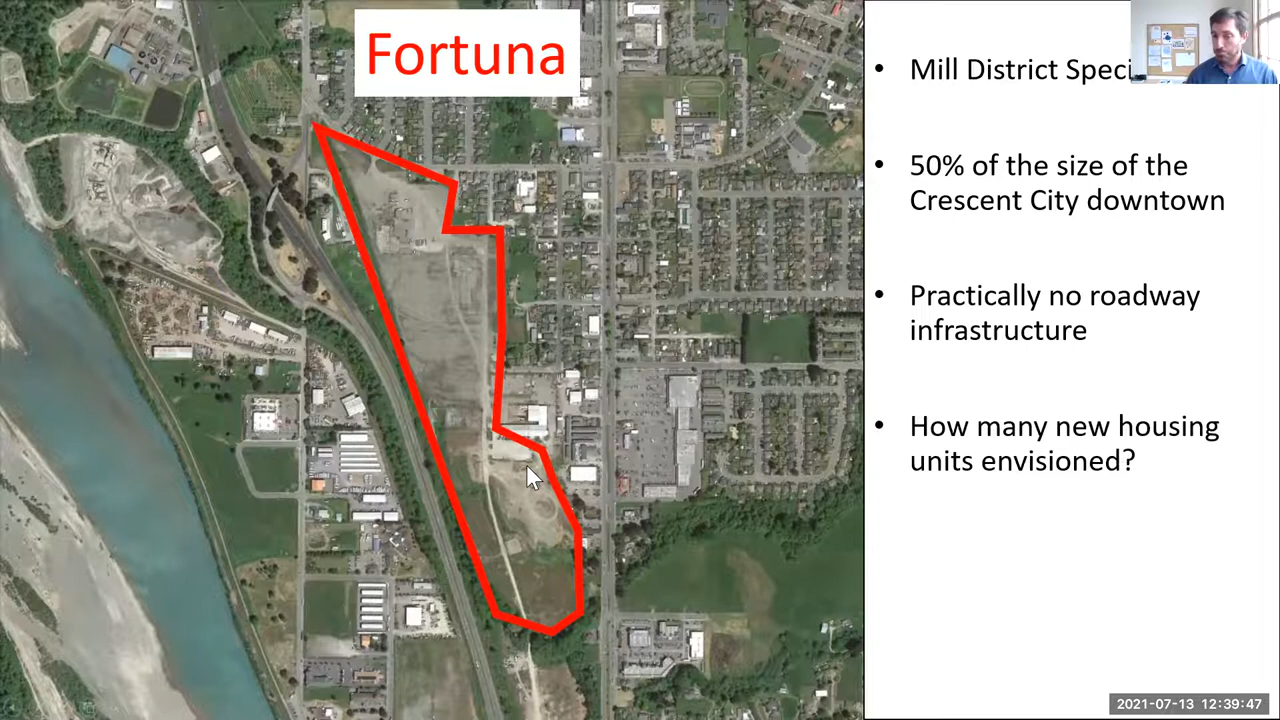 Fortuna
• Mill District Speci
• 50% of the size of the
Crescent City downtown
• Practically no roadway
infrastructure
• How many new housing
units envisioned?
2021-07-13 12:39:47